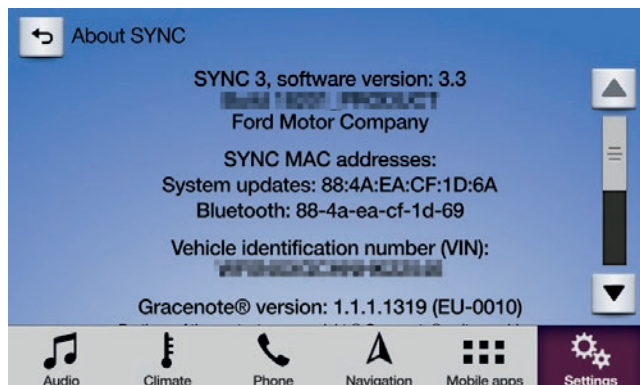 About SYNC
SYNC 3, software version: 3.3
Ford Motor Company
SYNC MAC addresses:
System updates: 88:4A:EA:CF:1D:6A
Bluetooth: 88-4a-ea-cf-1d-69
Vehicle identification number (VIN):
Gracenote® version: 1.1.1.1319 (EU-0010)
Audio
Climate
Phone
Navigation
Mobile apps
Settings